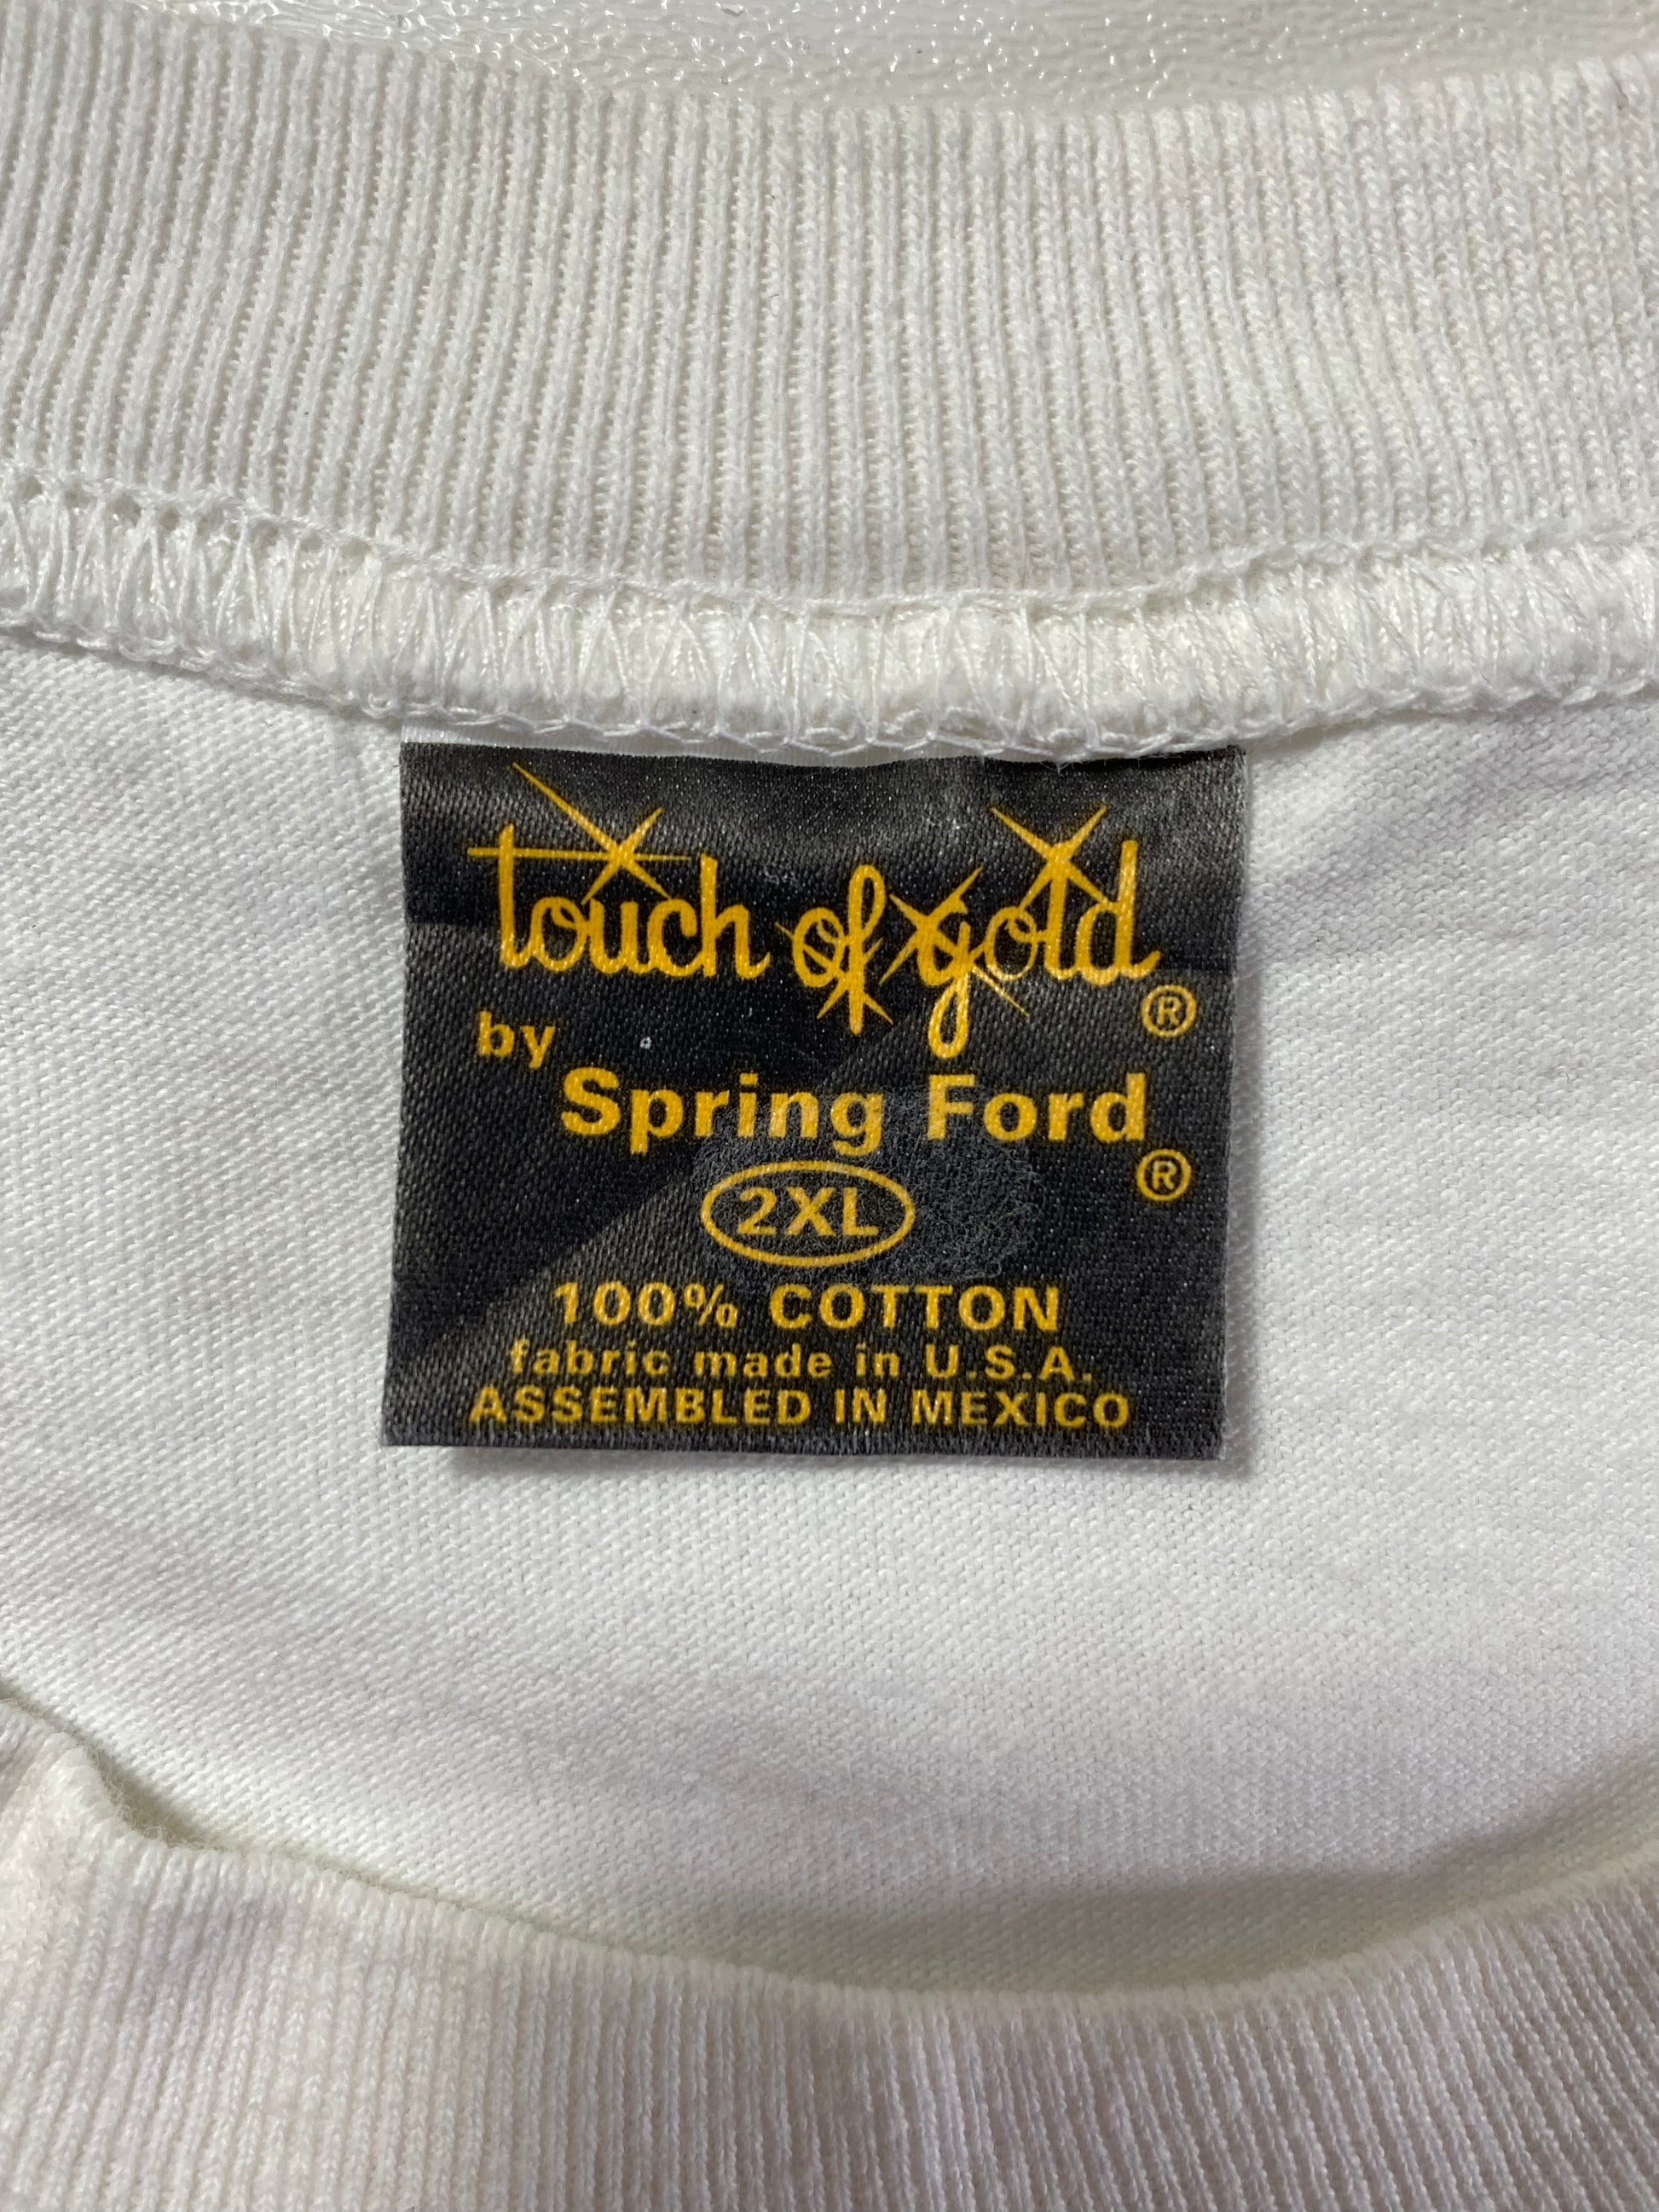 touch of gold ®
by
Spring Ford ®
2XL
100% COTTON
fabric made in U.S.A.
ASSEMBLED IN MEXICO